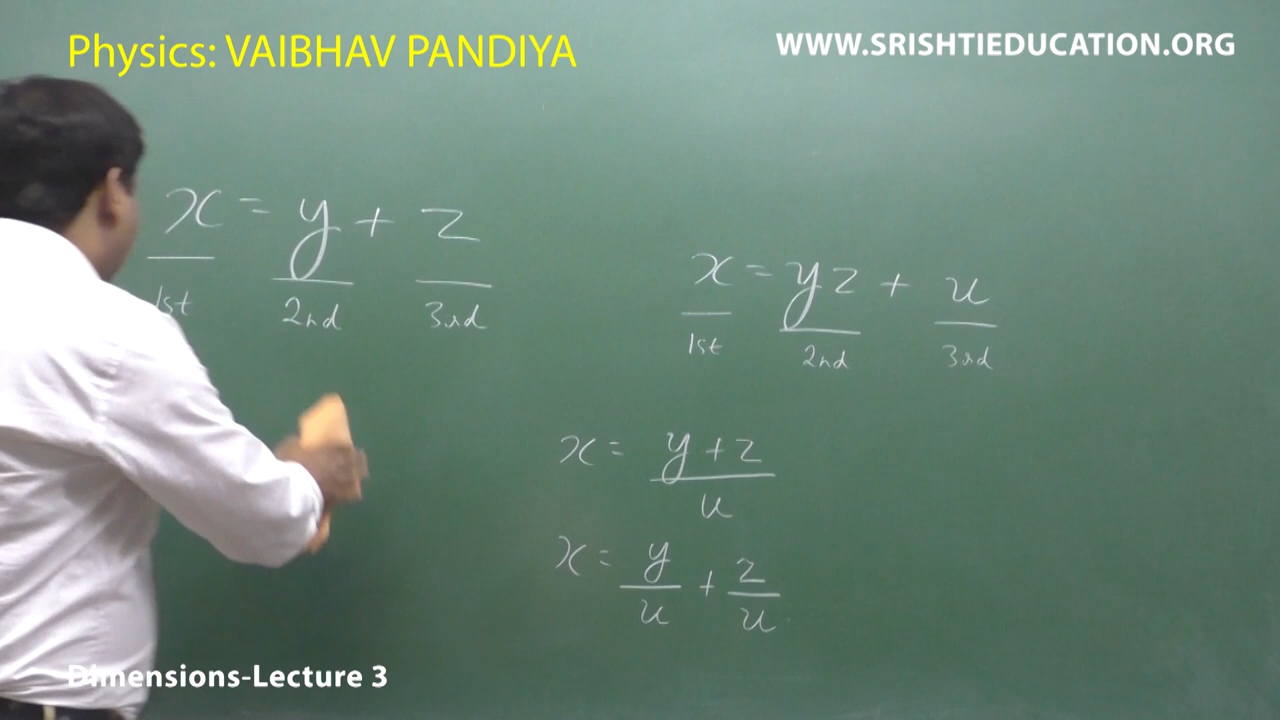 Physics: VAIBHAV PANDIYA
WWW.SRISHTIEDUCATION.ORG
x = y + z
1st 2nd 3rd
x = yz + u
1st 2nd 3rd
x = y + z
u
x = y/u + z/u
Dimensions-Lecture 3